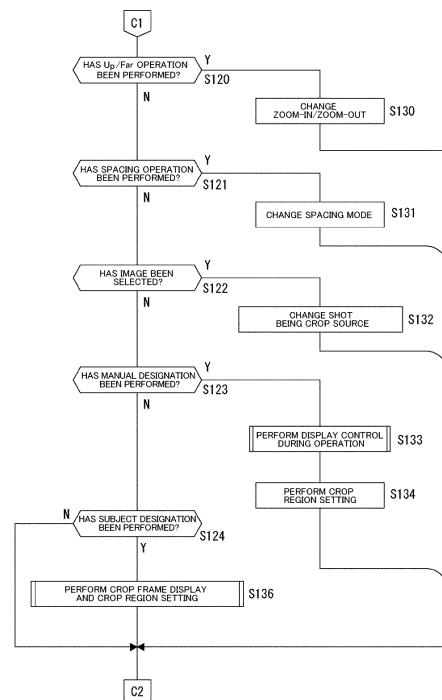 C1
HAS Up/Far OPERATION
BEEN PERFORMED?
Y
S120
N
CHANGE
ZOOM-IN/ZOOM-OUT
S130
HAS SPACING OPERATION
BEEN PERFORMED?
Y
S121
N
CHANGE SPACING MODE
S131
HAS IMAGE BEEN
SELECTED?
Y
S122
N
CHANGE SHOT
BEING CROP SOURCE
S132
HAS MANUAL DESIGNATION
BEEN PERFORMED?
Y
S123
N
PERFORM DISPLAY CONTROL
DURING OPERATION
S133
PERFORM CROP
REGION SETTING
S134
N
HAS SUBJECT DESIGNATION
BEEN PERFORMED?
S124
Y
PERFORM CROP FRAME DISPLAY
AND CROP REGION SETTING
S136
C2